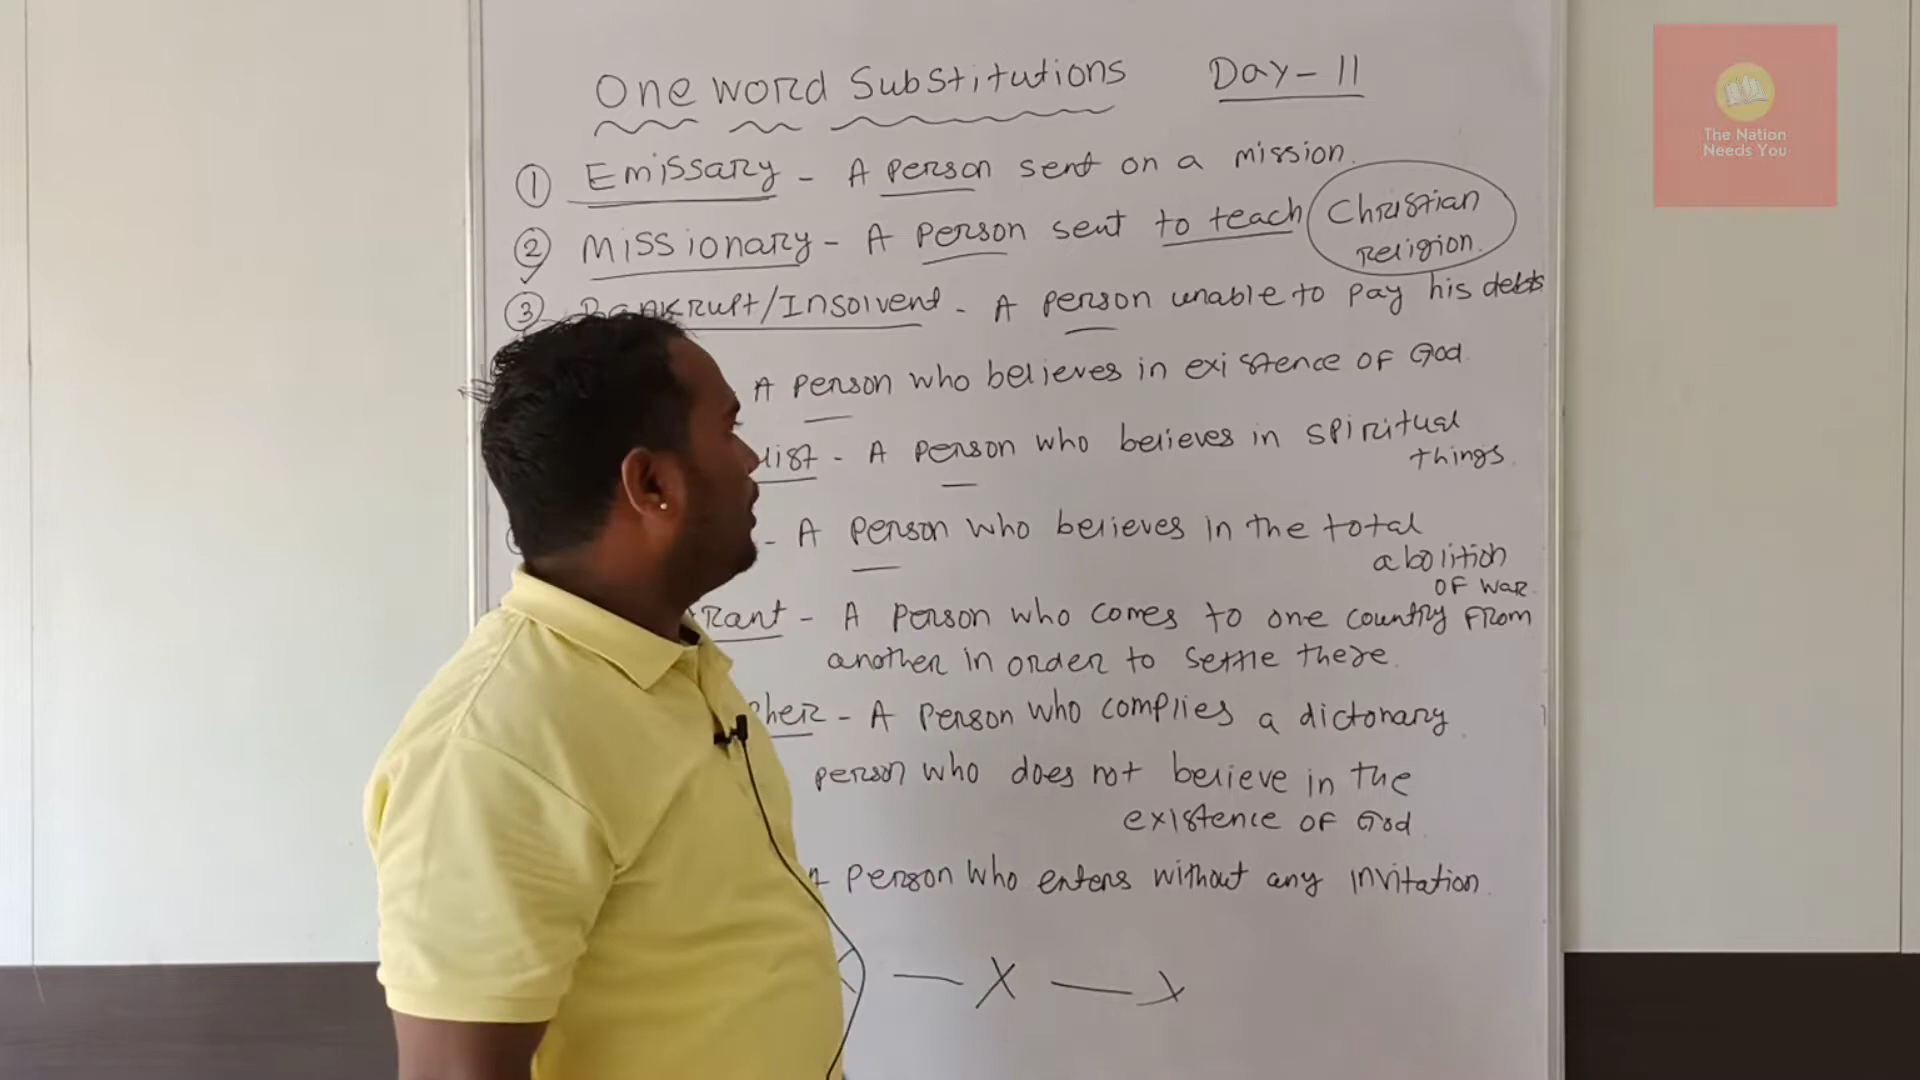 One word Substitutions Day - 11
① Emissary - A person sent on a mission.
② Missionary - A person sent to teach Christian
religion.
③ Bankrupt/Insolvent - A person unable to pay his debts
A person who believes in existence of God
list - A person who believes in spiritual
things.
- A person who believes in the total
abolition
of war.
rant - A person who comes to one country from
another in order to settle there.
pher - A person who complies a dictonary.
person who does not believe in the
existence of God.
A person who enters without any invitation.
— X — X
The Nation
Needs You